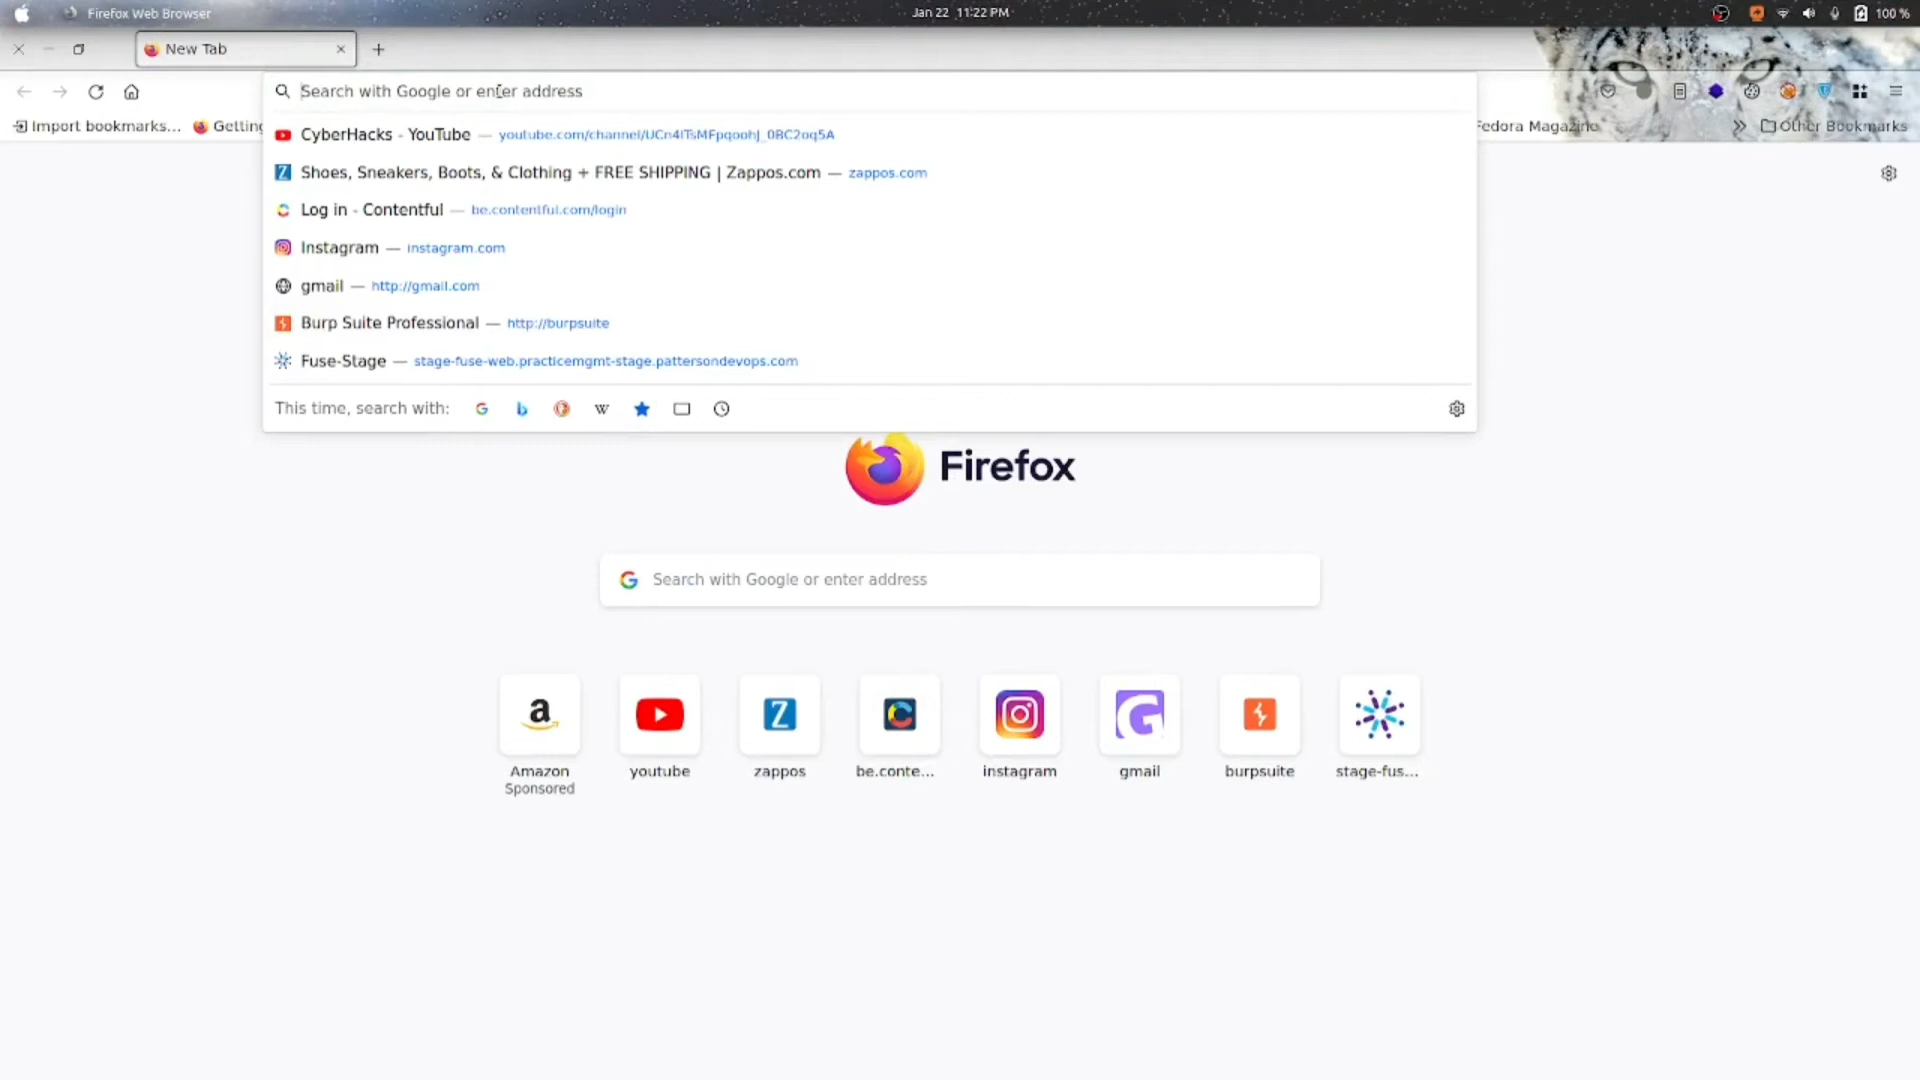 Firefox Web Browser
Jan 22 11:22 PM
100 %
New Tab
Search with Google or enter address
Import bookmarks...
Getting
Fedora Magazine
Other Bookmarks
CyberHacks - YouTube — youtube.com/channel/UCn4ITsMFpqoohJ_0BC2oq5A
Shoes, Sneakers, Boots, & Clothing + FREE SHIPPING | Zappos.com — zappos.com
Log in - Contentful — be.contentful.com/login
Instagram — instagram.com
gmail — http://gmail.com
Burp Suite Professional — http://burpsuite
Fuse-Stage — stage-fuse-web.practicemgmt-stage.pattersondevops.com
This time, search with:
Firefox
Search with Google or enter address
Amazon
Sponsored
youtube
zappos
be.conte...
instagram
gmail
burpsuite
stage-fus...